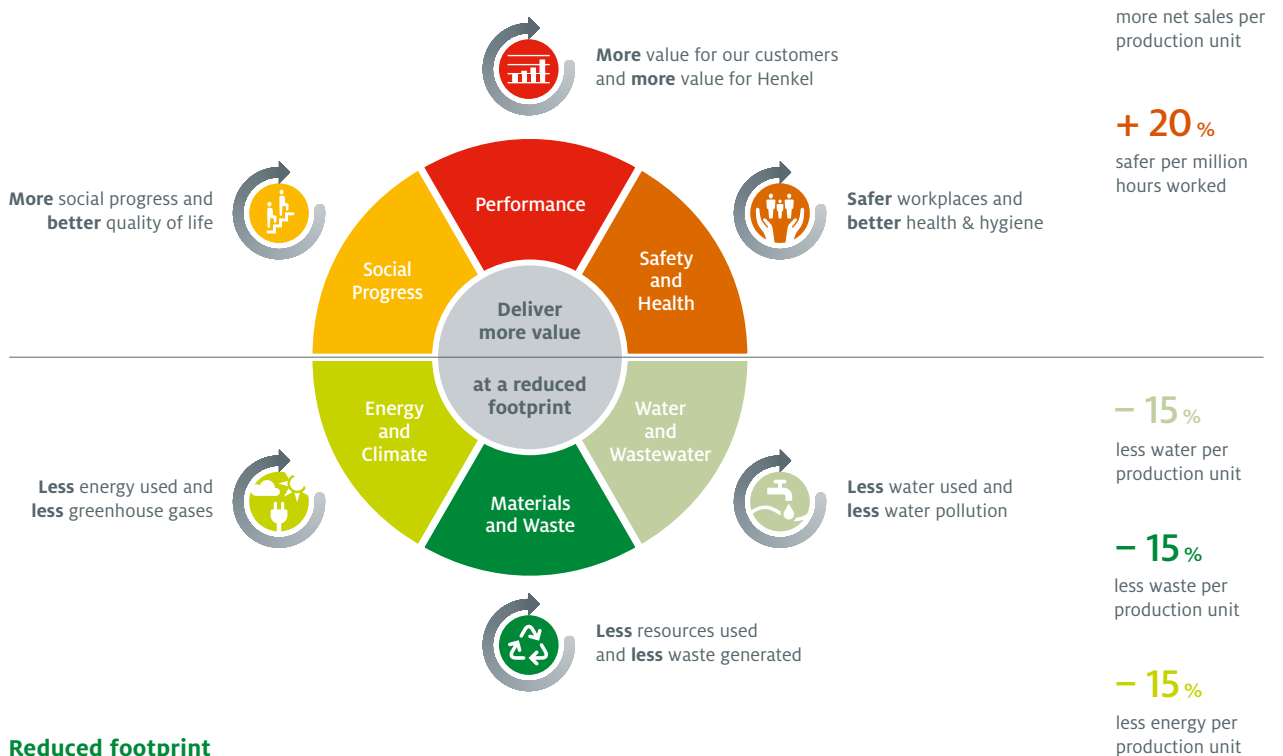 more net sales per
production unit
More value for our customers
and more value for Henkel
+ 20 %
safer per million
hours worked
More social progress and
better quality of life
Performance
Safer workplaces and
better health & hygiene
Social
Progress
Safety
and
Health
Deliver
more value
at a reduced
footprint
Energy
and
Climate
Water
and
Wastewater
– 15 %
less water per
production unit
Less energy used and
less greenhouse gases
Materials
and Waste
Less water used and
less water pollution
– 15 %
less waste per
production unit
Less resources used
and less waste generated
– 15 %
less energy per
production unit
Reduced footprint